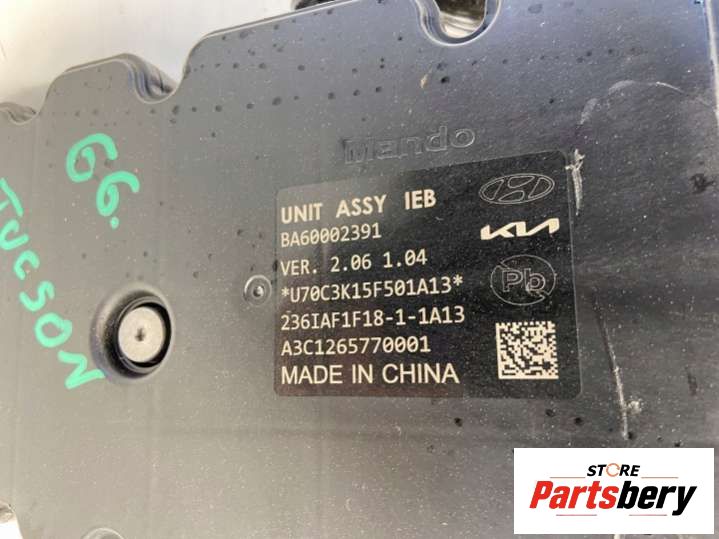 66.
TUCSON
Mando
UNIT ASSY IEB
BA60002391
KIA
VER. 2.06 1.04
*U70C3K15F501A13*
Pb
236IAF1F18-1-1A13
A3C1265770001
MADE IN CHINA
STORE
Partsbery